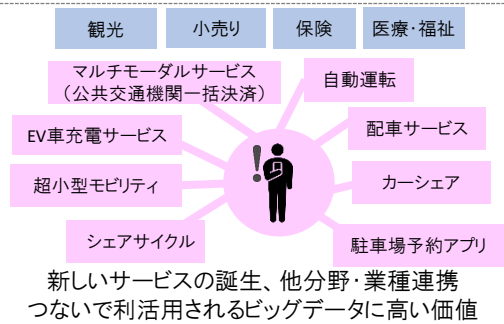 観光
小売り
保険
医療・福祉
マルチモーダルサービス
（公共交通機関一括決済）
自動運転
EV車充電サービス
配車サービス
超小型モビリティ
カーシェア
シェアサイクル
駐車場予約アプリ
新しいサービスの誕生、他分野・業種連携
つないで利活用されるビッグデータに高い価値